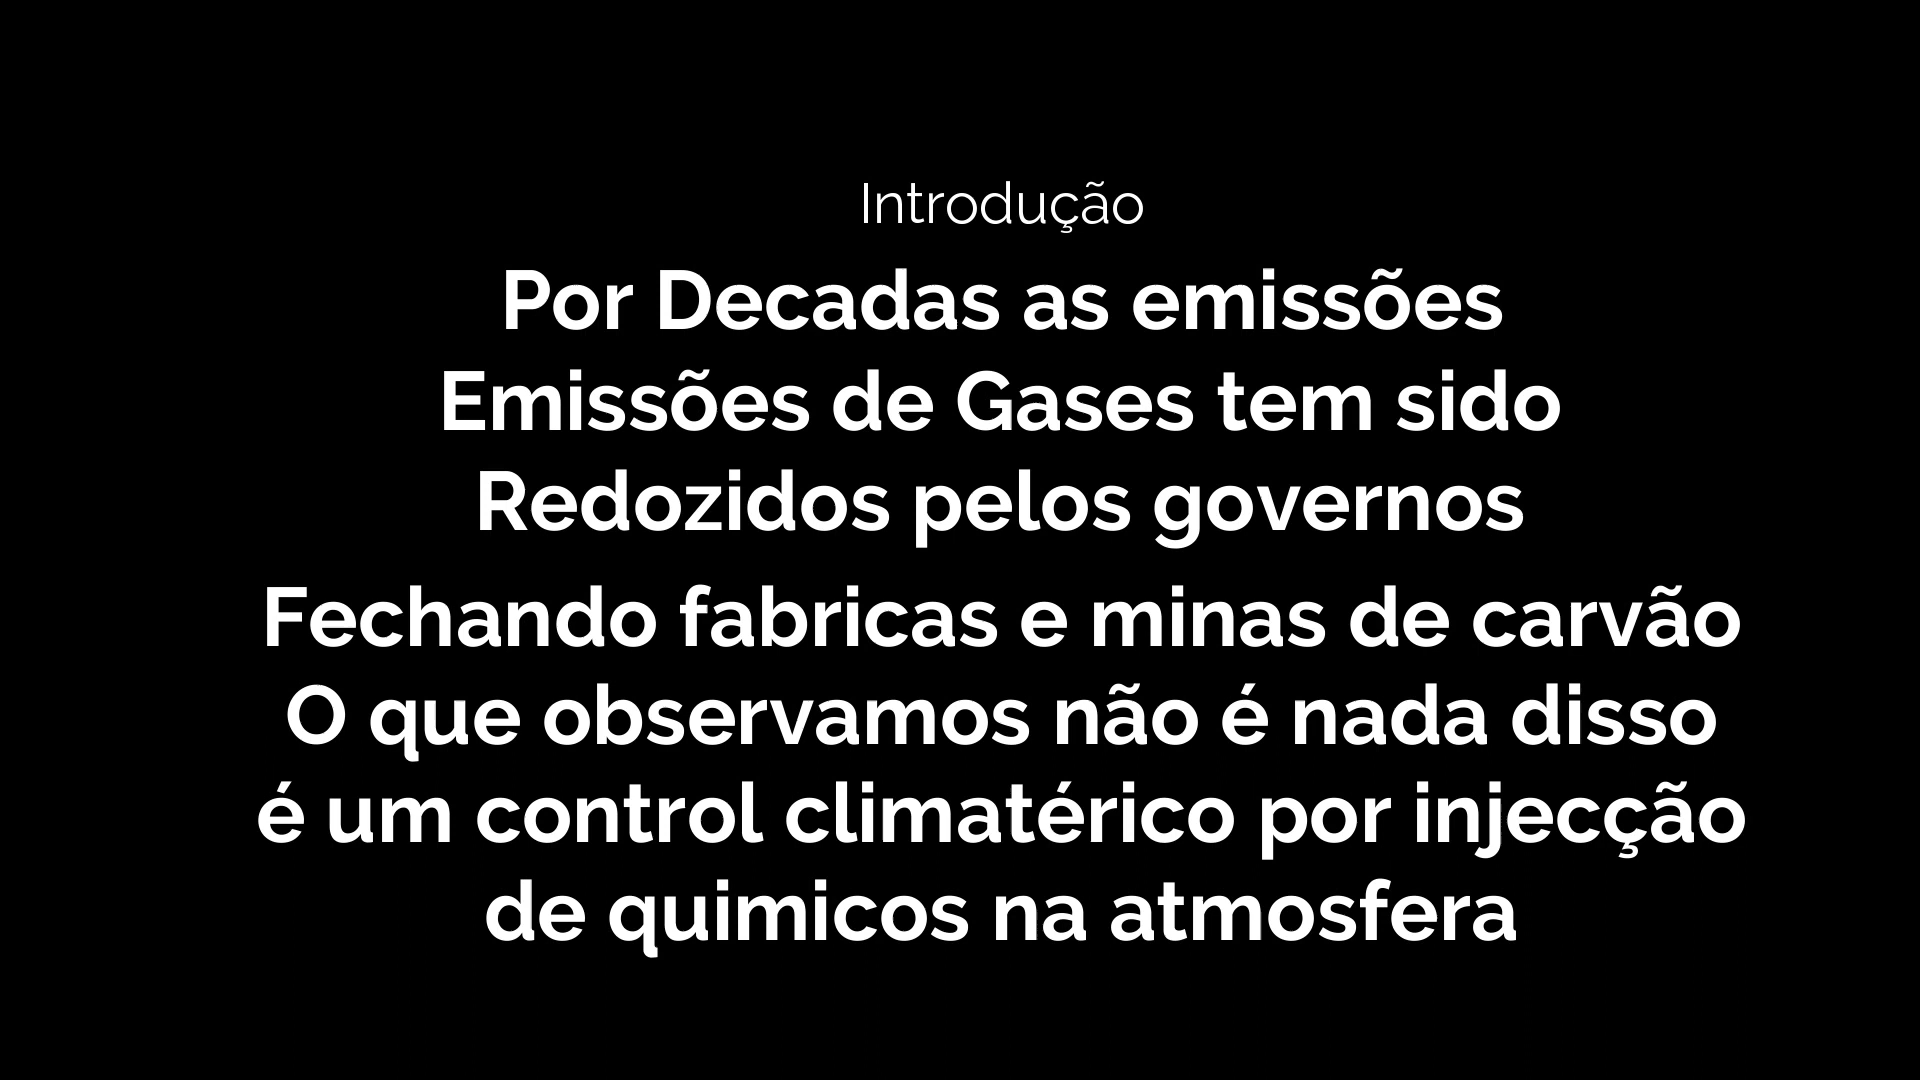 Introdução
Por Decadas as emissões
Emissões de Gases tem sido
Redozidos pelos governos
Fechando fabricas e minas de carvão
O que observamos não é nada disso
é um control climatérico por injecção
de quimicos na atmosfera